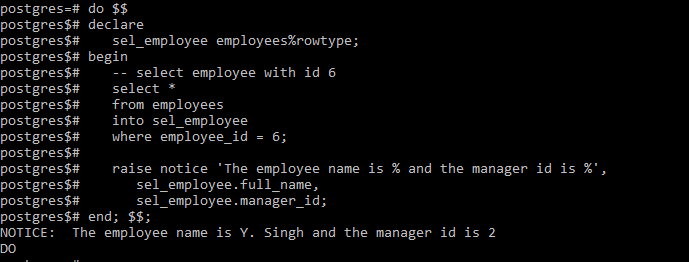 postgres=# do $$
postgres$# declare
postgres$#    sel_employee employees%rowtype;
postgres$# begin
postgres$#    -- select employee with id 6
postgres$#    select *
postgres$#    from employees
postgres$#    into sel_employee
postgres$#    where employee_id = 6;
postgres$#
postgres$#    raise notice 'The employee name is % and the manager id is %',
postgres$#       sel_employee.full_name,
postgres$#       sel_employee.manager_id;
postgres$# end; $$;
NOTICE:  The employee name is Y. Singh and the manager id is 2
DO
postgres=#